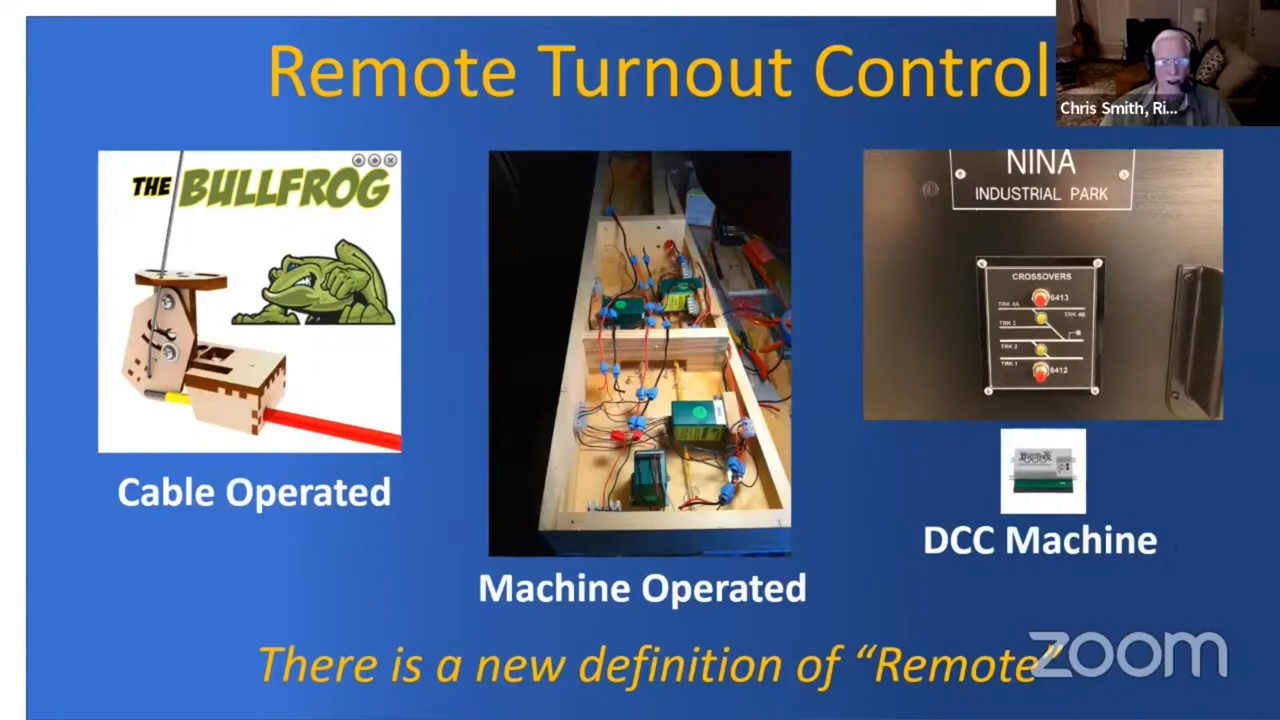 Remote Turnout Control
Chris Smith, Ri...
THE BULLFROG
NINA
INDUSTRIAL PARK
CROSSOVERS
6413
TRK 4A
TRK 4B
TRK 3
TRK 2
TRK 1
6412
Cable Operated
DCC Machine
Machine Operated
There is a new definition of “Remote”
zoom